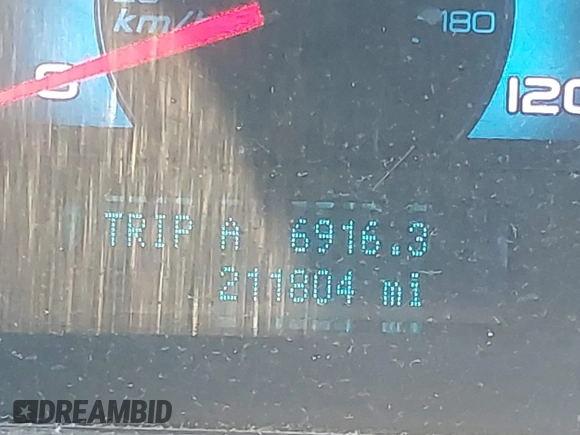 km/h
180
120
TRIP A 6916.3
211804 mi
DREAMBID